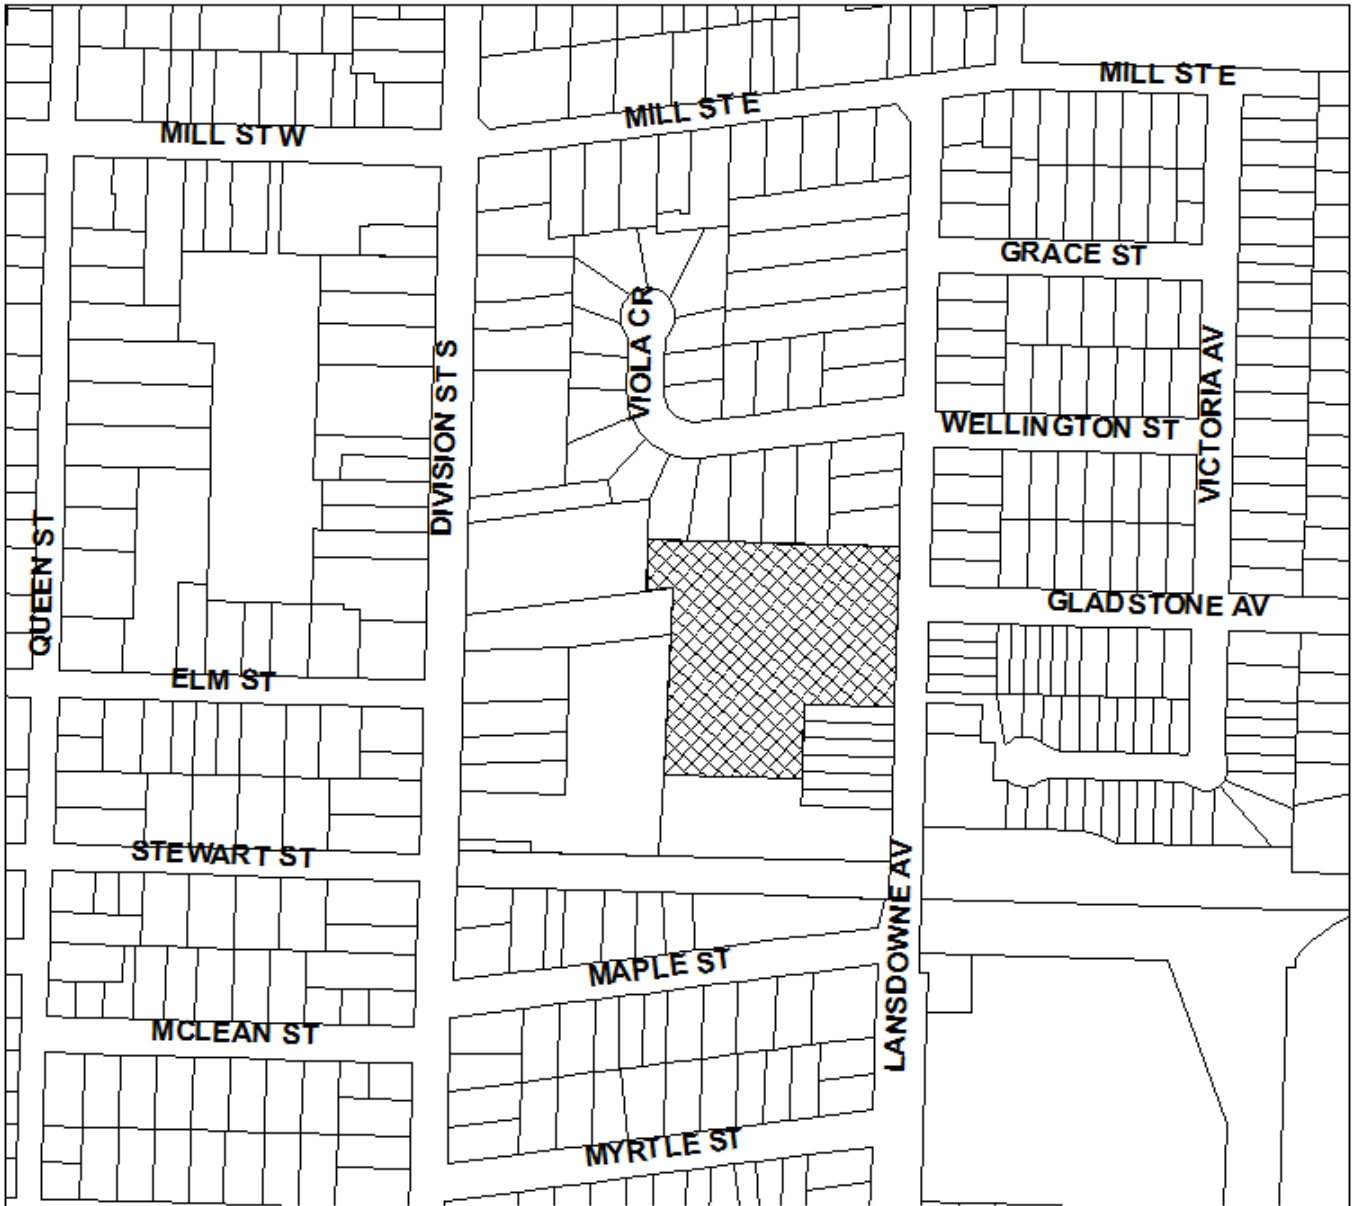 MILL ST E
MILL ST E
MILL ST W
GRACE ST
VIOLA CR
DIVISION ST S
VICTORIA AV
WELLINGTON ST
QUEEN ST
GLADSTONE AV
ELM ST
STEWART ST
LANSDOWNE AV
MAPLE ST
MCLEAN ST
MYRTLE ST